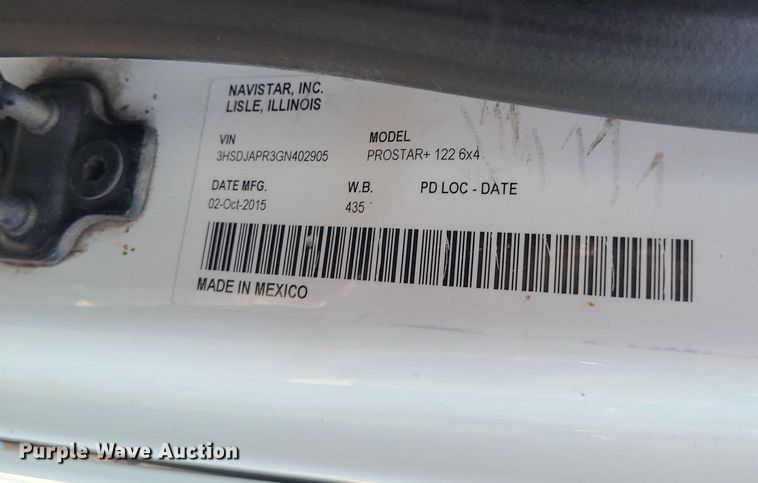 NAVISTAR, INC.
LISLE, ILLINOIS
VIN MODEL
3HSDJAPR3GN402905 PROSTAR+ 122 6x4
DATE MFG. W.B. PD LOC - DATE
02-Oct-2015 435
MADE IN MEXICO
Purple Wave Auction